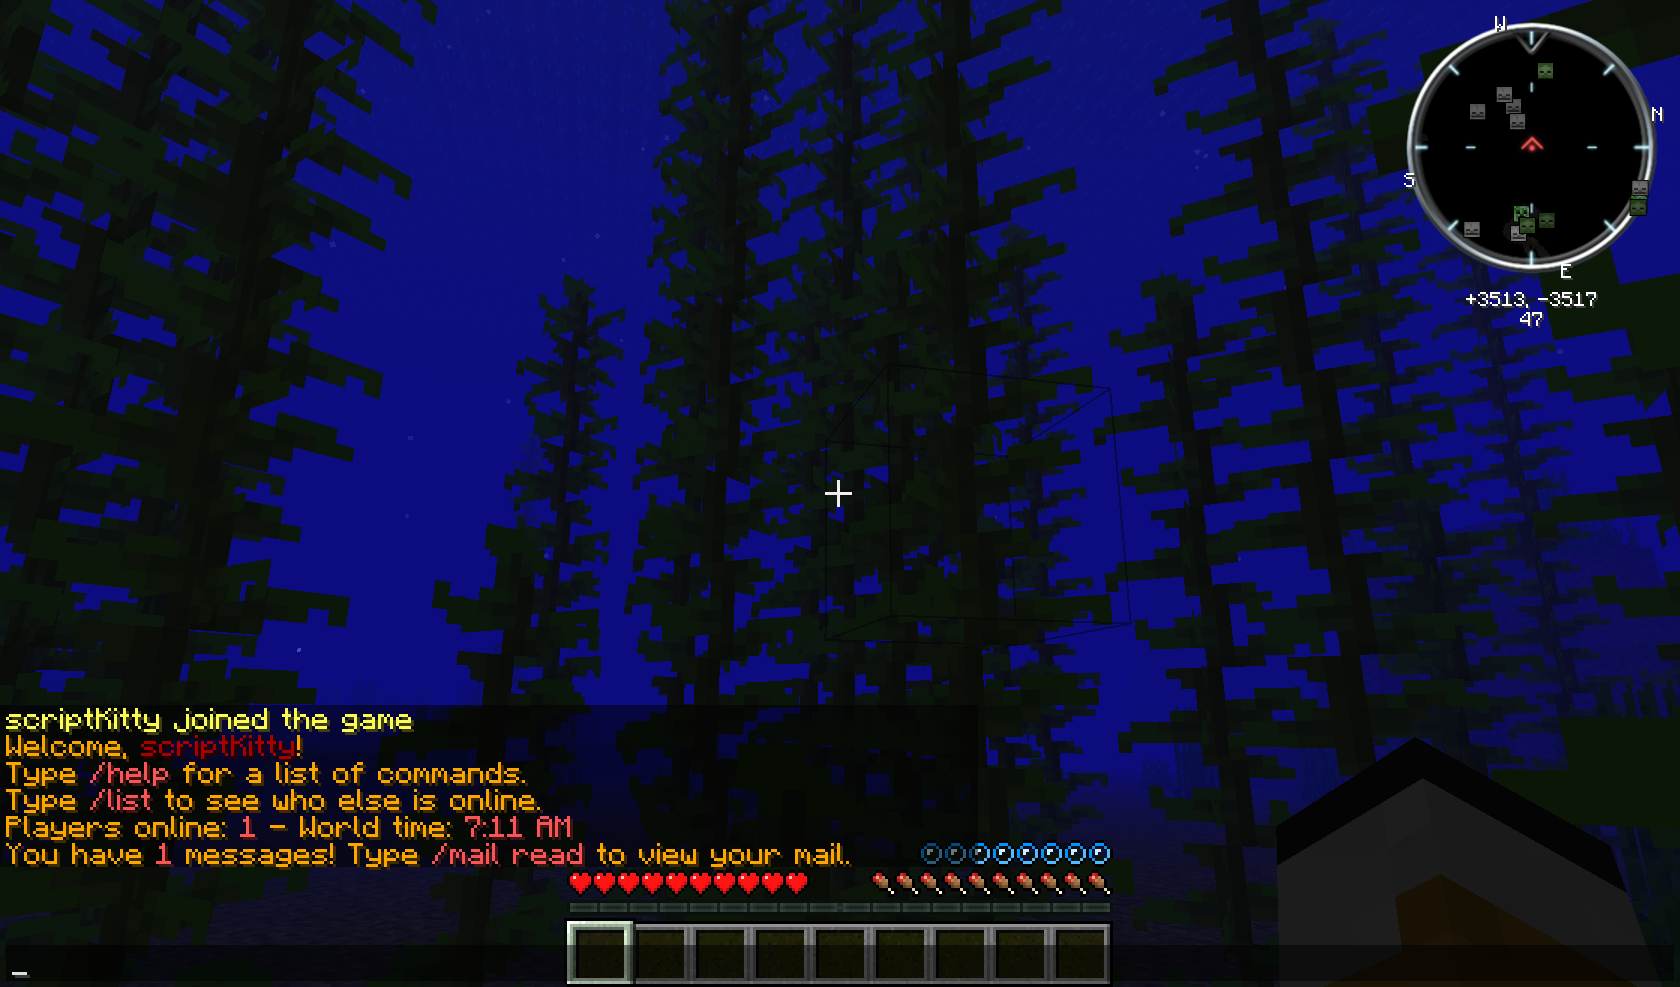 W
N
S
E
+3513, -3517
47
scriptKitty joined the game
Welcome, scriptKitty!
Type /help for a list of commands.
Type /list to see who else is online.
Players online: 1 - World time: 7:11 AM
You have 1 messages! Type /mail read to view your mail.
_